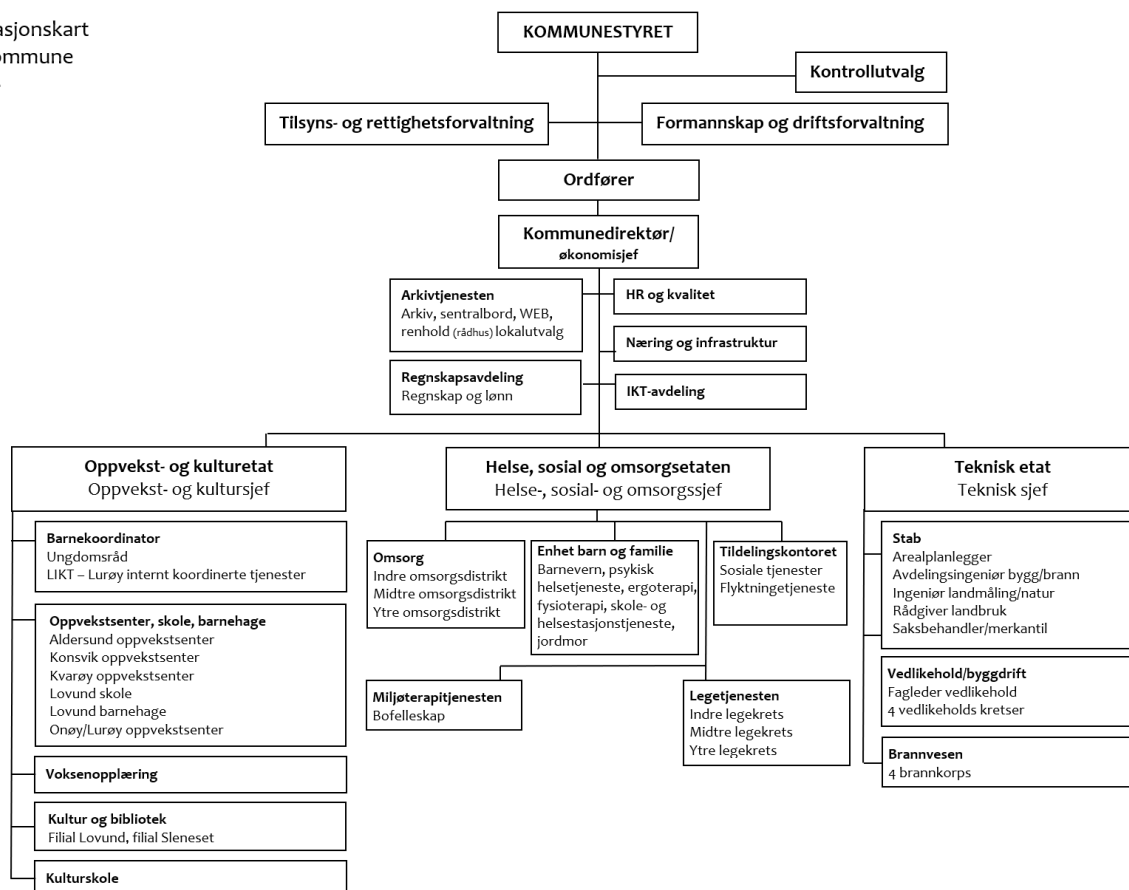 asjonskart
ommune
KOMMUNESTYRET
Kontrollutvalg
Tilsyns- og rettighetsforvaltning
Formannskap og driftsforvaltning
Ordfører
Kommunedirektør/
økonomisjef
Arkivtjenesten
Arkiv, sentralbord, WEB,
renhold (rådhus) lokalutvalg
HR og kvalitet
Næring og infrastruktur
Regnskapsavdeling
Regnskap og lønn
IKT-avdeling
Oppvekst- og kulturetat
Oppvekst- og kultursjef
Barnekoordinator
Ungdomsråd
LIKT – Lurøy internt koordinerte tjenester
Oppvekstsenter, skole, barnehage
Aldersund oppvekstsenter
Konsvik oppvekstsenter
Kvarøy oppvekstsenter
Lovund skole
Lovund barnehage
Onøy/Lurøy oppvekstsenter
Voksenopplæring
Kultur og bibliotek
Filial Lovund, filial Sleneset
Kulturskole
Helse, sosial og omsorgsetaten
Helse-, sosial- og omsorgssjef
Omsorg
Indre omsorgsdistrikt
Midtre omsorgsdistrikt
Ytre omsorgsdistrikt
Enhet barn og familie
Barnevern, psykisk
helsetjeneste, ergoterapi,
fysioterapi, skole- og
helsestasjonstjeneste,
jordmor
Tildelingskontoret
Sosiale tjenester
Flyktningetjeneste
Miljøterapitjenesten
Bofelleskap
Legetjenesten
Indre legekrets
Midtre legekrets
Ytre legekrets
Teknisk etat
Teknisk sjef
Stab
Arealplanlegger
Avdelingsingeniør bygg/brann
Ingeniør landmåling/natur
Rådgiver landbruk
Saksbehandler/merkantil
Vedlikehold/byggdrift
Fagleder vedlikehold
4 vedlikeholds kretser
Brannvesen
4 brannkorps